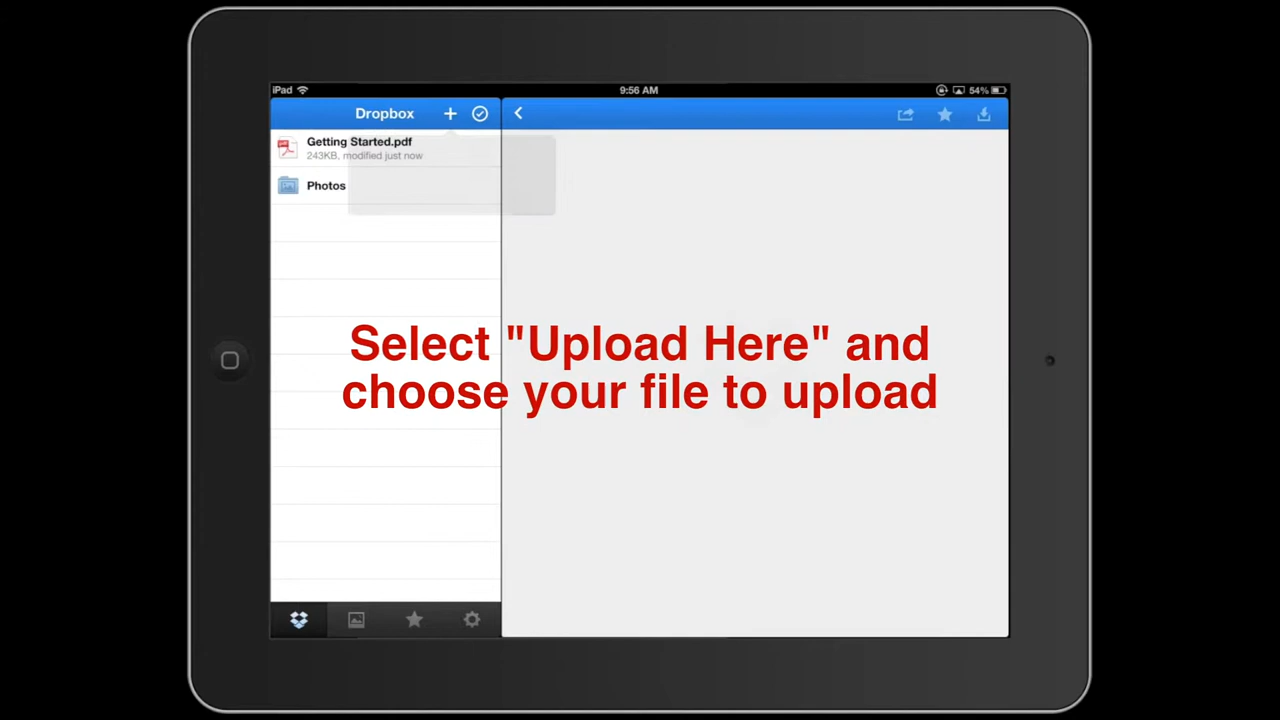 iPad
9:56 AM
54%
Dropbox
Getting Started.pdf
243KB, modified just now
Photos
Select "Upload Here" and
choose your file to upload